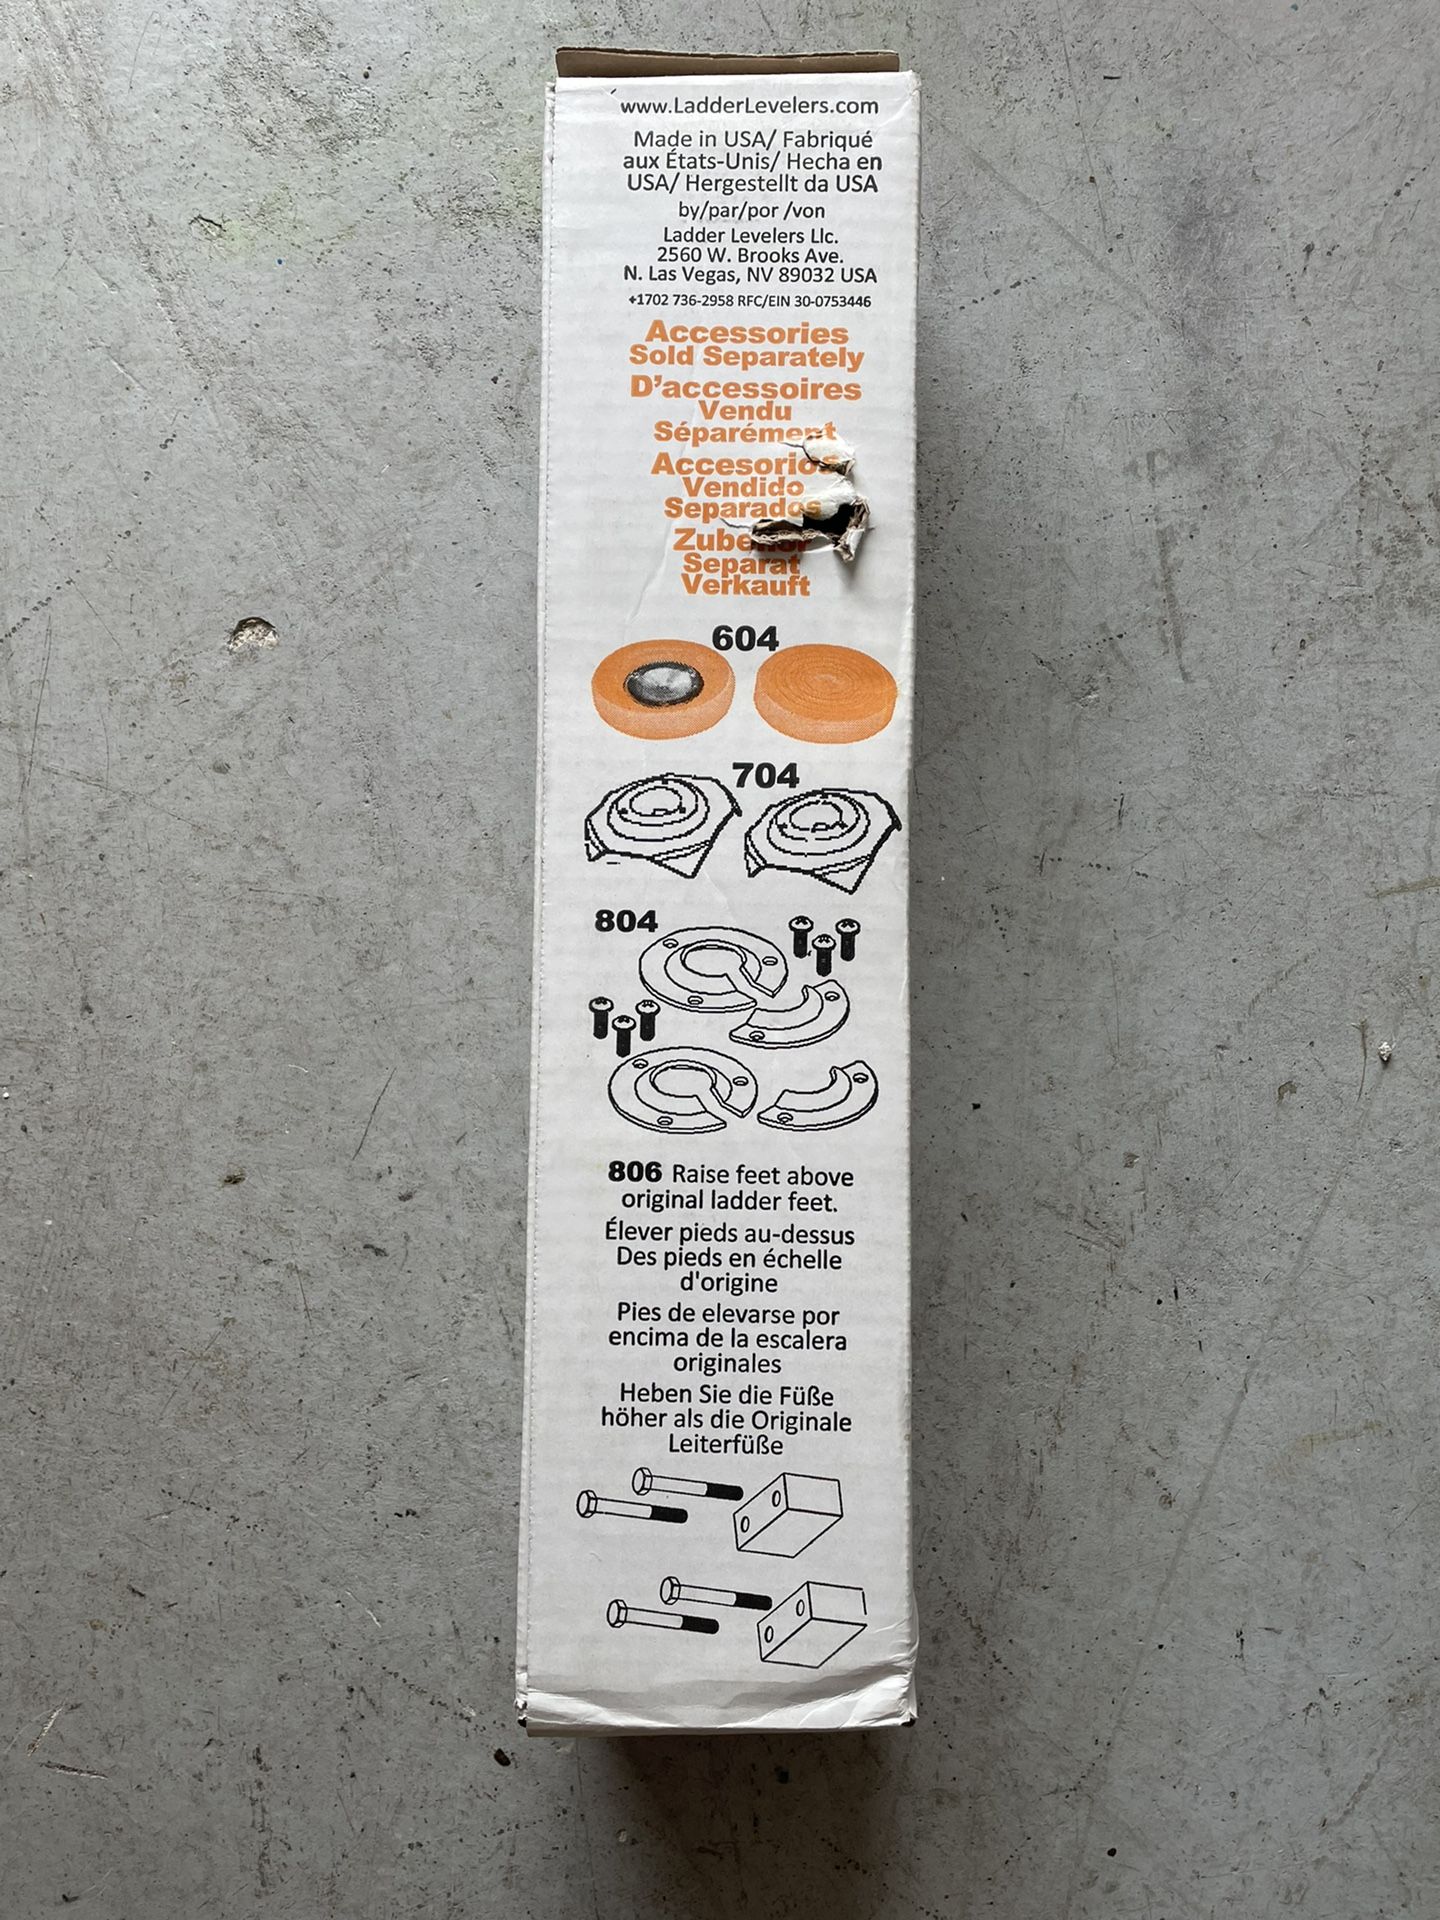 www.LadderLevelers.com
Made in USA/ Fabriqué
aux États-Unis/ Hecha en
USA/ Hergestellt da USA
by/par/por /von
Ladder Levelers Llc.
2560 W. Brooks Ave.
N. Las Vegas, NV 89032 USA
+1702 736-2958 RFC/EIN 30-0753446
Accessories
Sold Separately
D'accessoires
Vendu
Séparément
Accesorios
Vendido
Separados
Separat
Verkauft
604
704
804
806 Raise feet above
original ladder feet.
Élever pieds au-dessus
Des pieds en échelle
d'origine
Pies de elevarse por
encima de la escalera
originales
Heben Sie die Füße
höher als die Originale
Leiterfüße